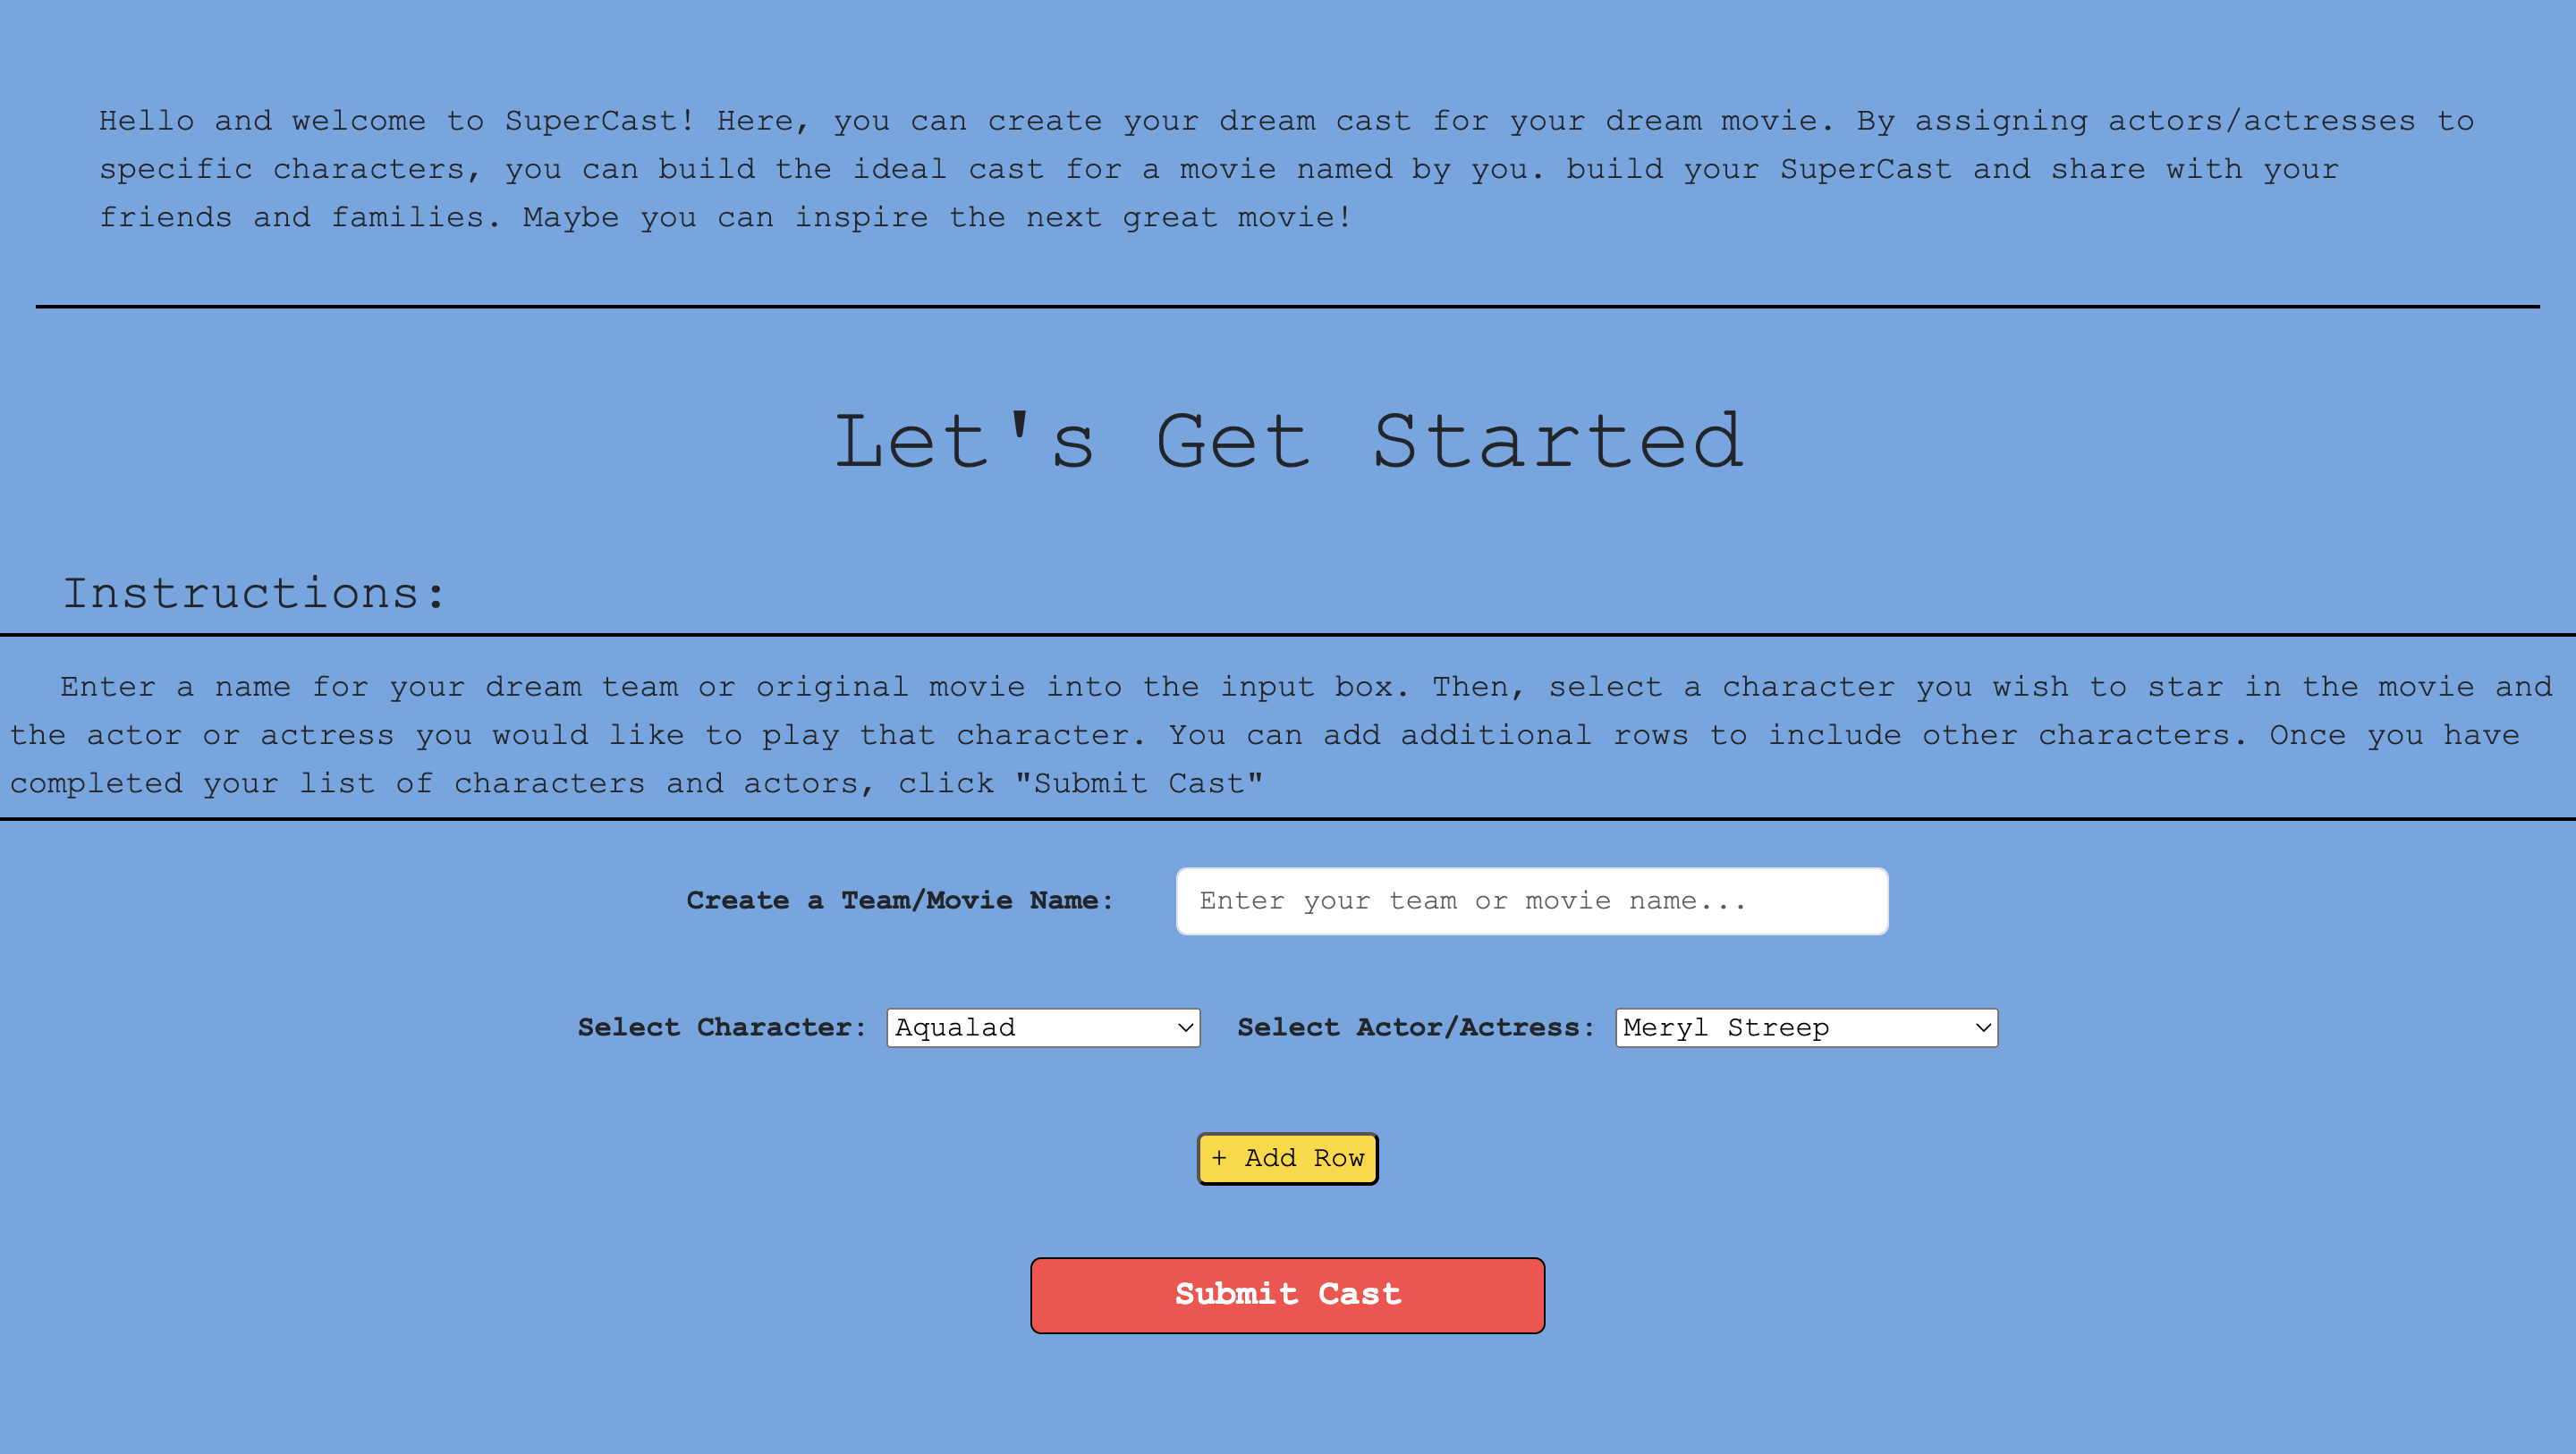 Hello and welcome to SuperCast! Here, you can create your dream cast for your dream movie. By assigning actors/actresses to
specific characters, you can build the ideal cast for a movie named by you. build your SuperCast and share with your
friends and families. Maybe you can inspire the next great movie!
Let's Get Started
Instructions:
Enter a name for your dream team or original movie into the input box. Then, select a character you wish to star in the movie and
the actor or actress you would like to play that character. You can add additional rows to include other characters. Once you have
completed your list of characters and actors, click "Submit Cast"
Create a Team/Movie Name: Enter your team or movie name...
Select Character: Aqualad Select Actor/Actress: Meryl Streep
+ Add Row
Submit Cast